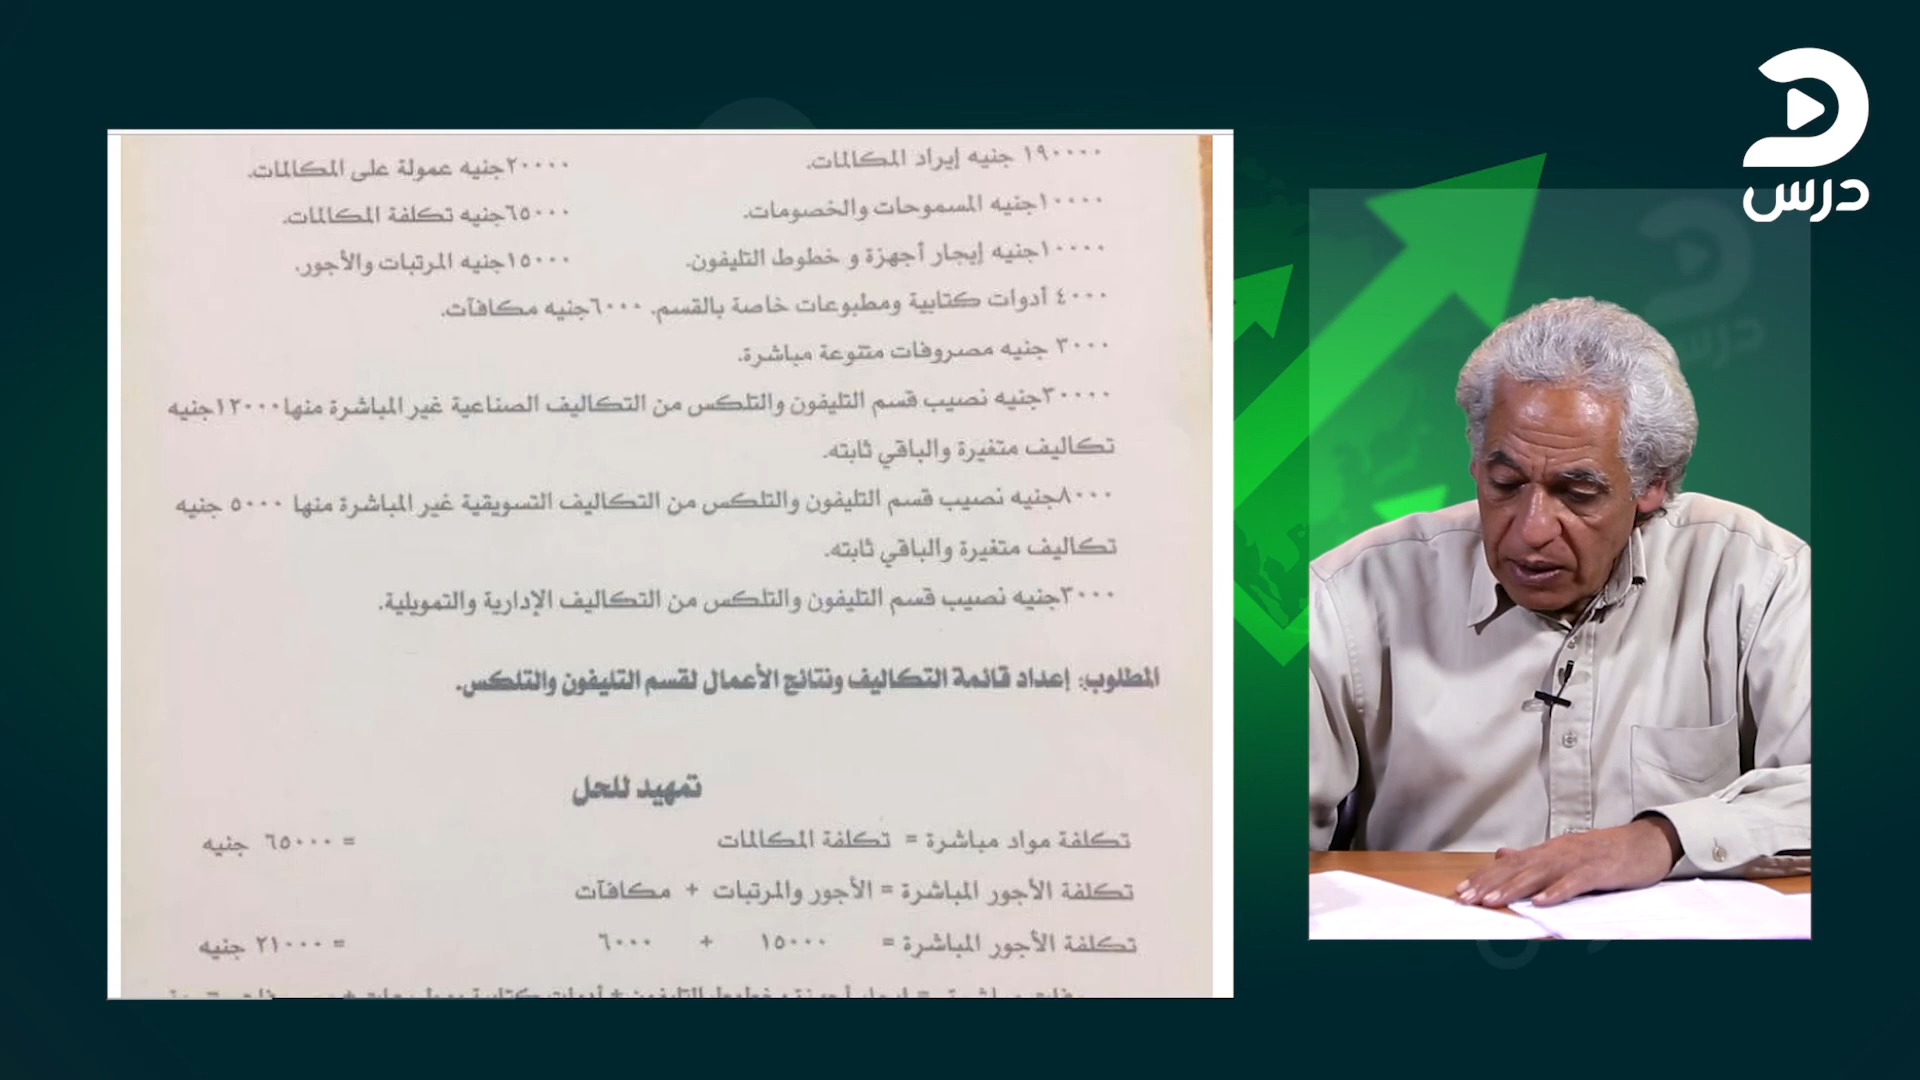 ١٩٠٠٠٠ جنيه إيراد المكالمات. ٢٠٠٠٠جنيه عمولة على المكالمات.
١٠٠٠٠جنيه المسموحات والخصومات. ٦٥٠٠٠جنيه تكلفة المكالمات.
١٠٠٠٠جنيه إيجار أجهزة و خطوط التليفون. ١٥٠٠٠جنيه المرتبات والأجور.
٤٠٠٠ أدوات كتابية ومطبوعات خاصة بالقسم. ٦٠٠٠جنيه مكافآت.
٣٠٠٠ جنيه مصروفات متنوعة مباشرة.
٣٠٠٠٠جنيه نصيب قسم التليفون والتلكس من التكاليف الصناعية غير المباشرة منها ١٢٠٠٠جنيه
تكاليف متغيرة والباقي ثابته.
٨٠٠٠جنيه نصيب قسم التليفون والتلكس من التكاليف التسويقية غير المباشرة منها ٥٠٠٠ جنيه
تكاليف متغيرة والباقي ثابته.
٣٠٠٠جنيه نصيب قسم التليفون والتلكس من التكاليف الإدارية والتمويلية.
المطلوب: إعداد قائمة التكاليف ونتائج الأعمال لقسم التليفون والتلكس.
تمهيد للحل
تكلفة مواد مباشرة = تكلفة المكالمات = ٦٥٠٠٠ جنيه
تكلفة الأجور المباشرة = الأجور والمرتبات + مكافآت
تكلفة الأجور المباشرة = ١٥٠٠٠ + ٦٠٠٠ = ٢١٠٠٠ جنيه
درس